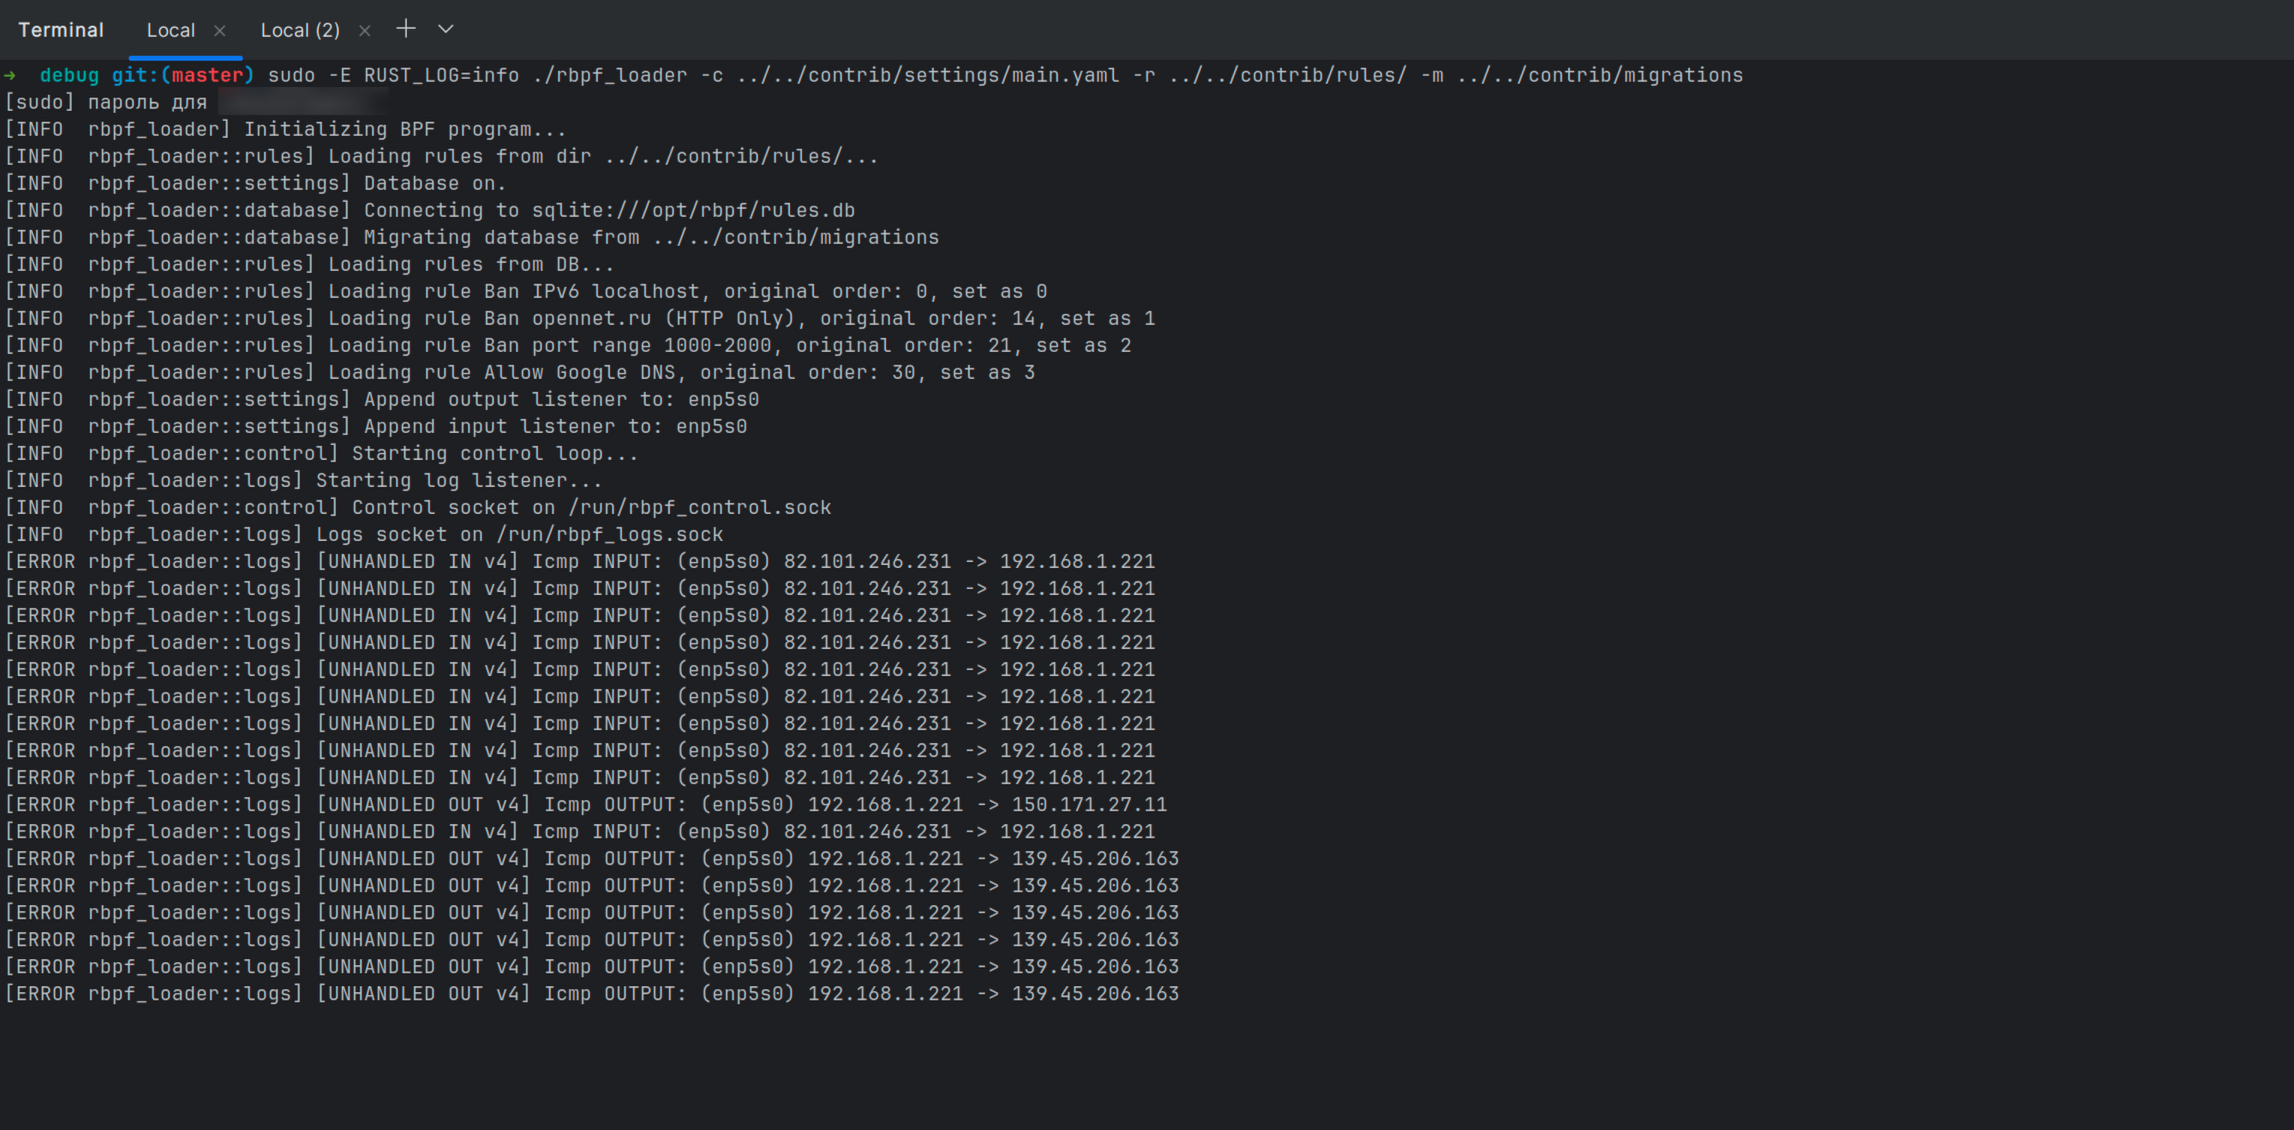 Terminal Local × Local (2) × +
→ debug git:(master) sudo -E RUST_LOG=info ./rbpf_loader -c ../../contrib/settings/main.yaml -r ../../contrib/rules/ -m ../../contrib/migrations
[sudo] пароль для
[INFO  rbpf_loader] Initializing BPF program...
[INFO  rbpf_loader::rules] Loading rules from dir ../../contrib/rules/...
[INFO  rbpf_loader::settings] Database on.
[INFO  rbpf_loader::database] Connecting to sqlite:///opt/rbpf/rules.db
[INFO  rbpf_loader::database] Migrating database from ../../contrib/migrations
[INFO  rbpf_loader::rules] Loading rules from DB...
[INFO  rbpf_loader::rules] Loading rule Ban IPv6 localhost, original order: 0, set as 0
[INFO  rbpf_loader::rules] Loading rule Ban opennet.ru (HTTP Only), original order: 14, set as 1
[INFO  rbpf_loader::rules] Loading rule Ban port range 1000-2000, original order: 21, set as 2
[INFO  rbpf_loader::rules] Loading rule Allow Google DNS, original order: 30, set as 3
[INFO  rbpf_loader::settings] Append output listener to: enp5s0
[INFO  rbpf_loader::settings] Append input listener to: enp5s0
[INFO  rbpf_loader::control] Starting control loop...
[INFO  rbpf_loader::logs] Starting log listener...
[INFO  rbpf_loader::control] Control socket on /run/rbpf_control.sock
[INFO  rbpf_loader::logs] Logs socket on /run/rbpf_logs.sock
[ERROR rbpf_loader::logs] [UNHANDLED IN v4] Icmp INPUT: (enp5s0) 82.101.246.231 -> 192.168.1.221
[ERROR rbpf_loader::logs] [UNHANDLED IN v4] Icmp INPUT: (enp5s0) 82.101.246.231 -> 192.168.1.221
[ERROR rbpf_loader::logs] [UNHANDLED IN v4] Icmp INPUT: (enp5s0) 82.101.246.231 -> 192.168.1.221
[ERROR rbpf_loader::logs] [UNHANDLED IN v4] Icmp INPUT: (enp5s0) 82.101.246.231 -> 192.168.1.221
[ERROR rbpf_loader::logs] [UNHANDLED IN v4] Icmp INPUT: (enp5s0) 82.101.246.231 -> 192.168.1.221
[ERROR rbpf_loader::logs] [UNHANDLED IN v4] Icmp INPUT: (enp5s0) 82.101.246.231 -> 192.168.1.221
[ERROR rbpf_loader::logs] [UNHANDLED IN v4] Icmp INPUT: (enp5s0) 82.101.246.231 -> 192.168.1.221
[ERROR rbpf_loader::logs] [UNHANDLED IN v4] Icmp INPUT: (enp5s0) 82.101.246.231 -> 192.168.1.221
[ERROR rbpf_loader::logs] [UNHANDLED IN v4] Icmp INPUT: (enp5s0) 82.101.246.231 -> 192.168.1.221
[ERROR rbpf_loader::logs] [UNHANDLED OUT v4] Icmp OUTPUT: (enp5s0) 192.168.1.221 -> 150.171.27.11
[ERROR rbpf_loader::logs] [UNHANDLED IN v4] Icmp INPUT: (enp5s0) 82.101.246.231 -> 192.168.1.221
[ERROR rbpf_loader::logs] [UNHANDLED OUT v4] Icmp OUTPUT: (enp5s0) 192.168.1.221 -> 139.45.206.163
[ERROR rbpf_loader::logs] [UNHANDLED OUT v4] Icmp OUTPUT: (enp5s0) 192.168.1.221 -> 139.45.206.163
[ERROR rbpf_loader::logs] [UNHANDLED OUT v4] Icmp OUTPUT: (enp5s0) 192.168.1.221 -> 139.45.206.163
[ERROR rbpf_loader::logs] [UNHANDLED OUT v4] Icmp OUTPUT: (enp5s0) 192.168.1.221 -> 139.45.206.163
[ERROR rbpf_loader::logs] [UNHANDLED OUT v4] Icmp OUTPUT: (enp5s0) 192.168.1.221 -> 139.45.206.163
[ERROR rbpf_loader::logs] [UNHANDLED OUT v4] Icmp OUTPUT: (enp5s0) 192.168.1.221 -> 139.45.206.163